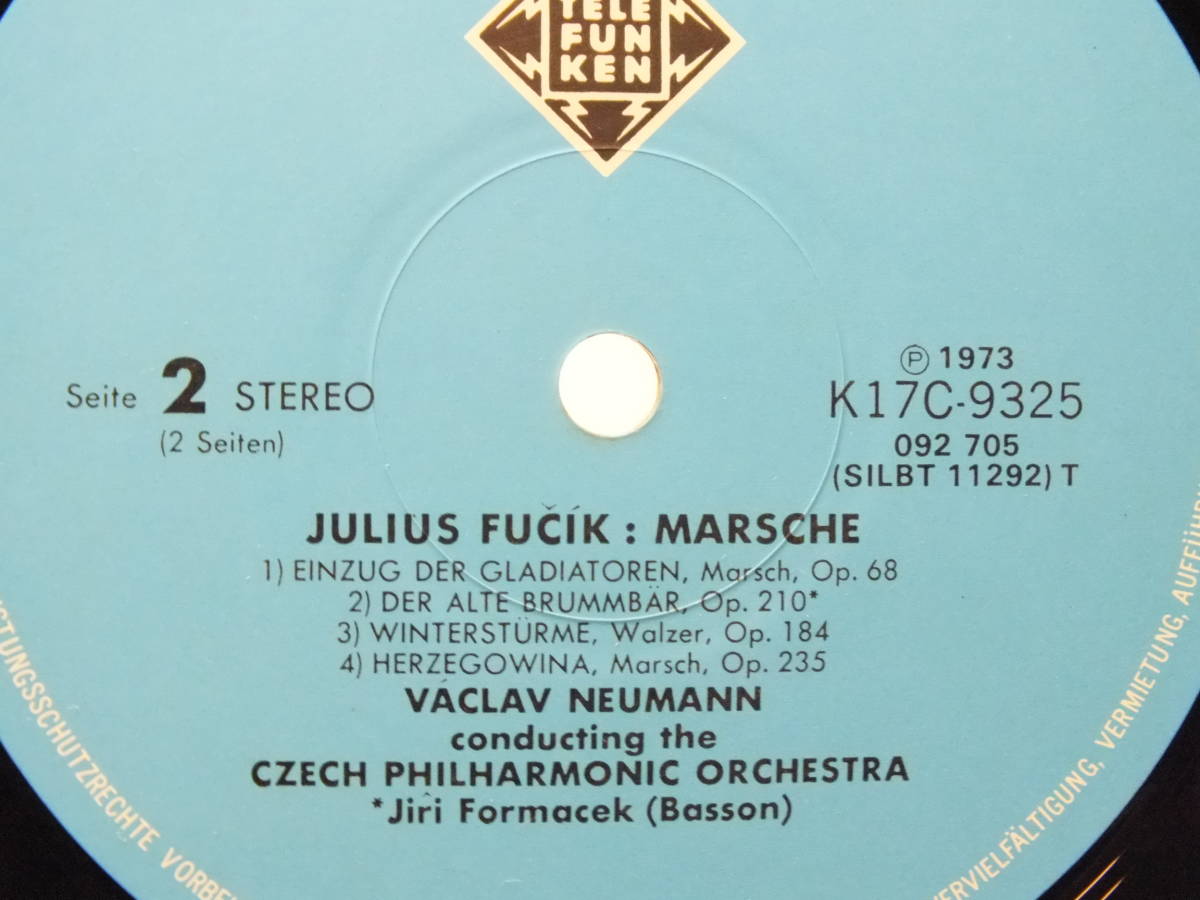 TELE
FUN
KEN
Seite 2 STEREO
(2 Seiten)
Ⓟ 1973
K17C-9325
092 705
(SILBT 11292) T
JULIUS FUČÍK : MARSCHE
1) EINZUG DER GLADIATOREN, Marsch, Op. 68
2) DER ALTE BRUMMBÄR, Op. 210*
3) WINTERSTÜRME, Walzer, Op. 184
4) HERZEGOWINA, Marsch, Op. 235
VÁCLAV NEUMANN
conducting the
CZECH PHILHARMONIC ORCHESTRA
*Jiří Formacek (Basson)
VERMIETUNG,